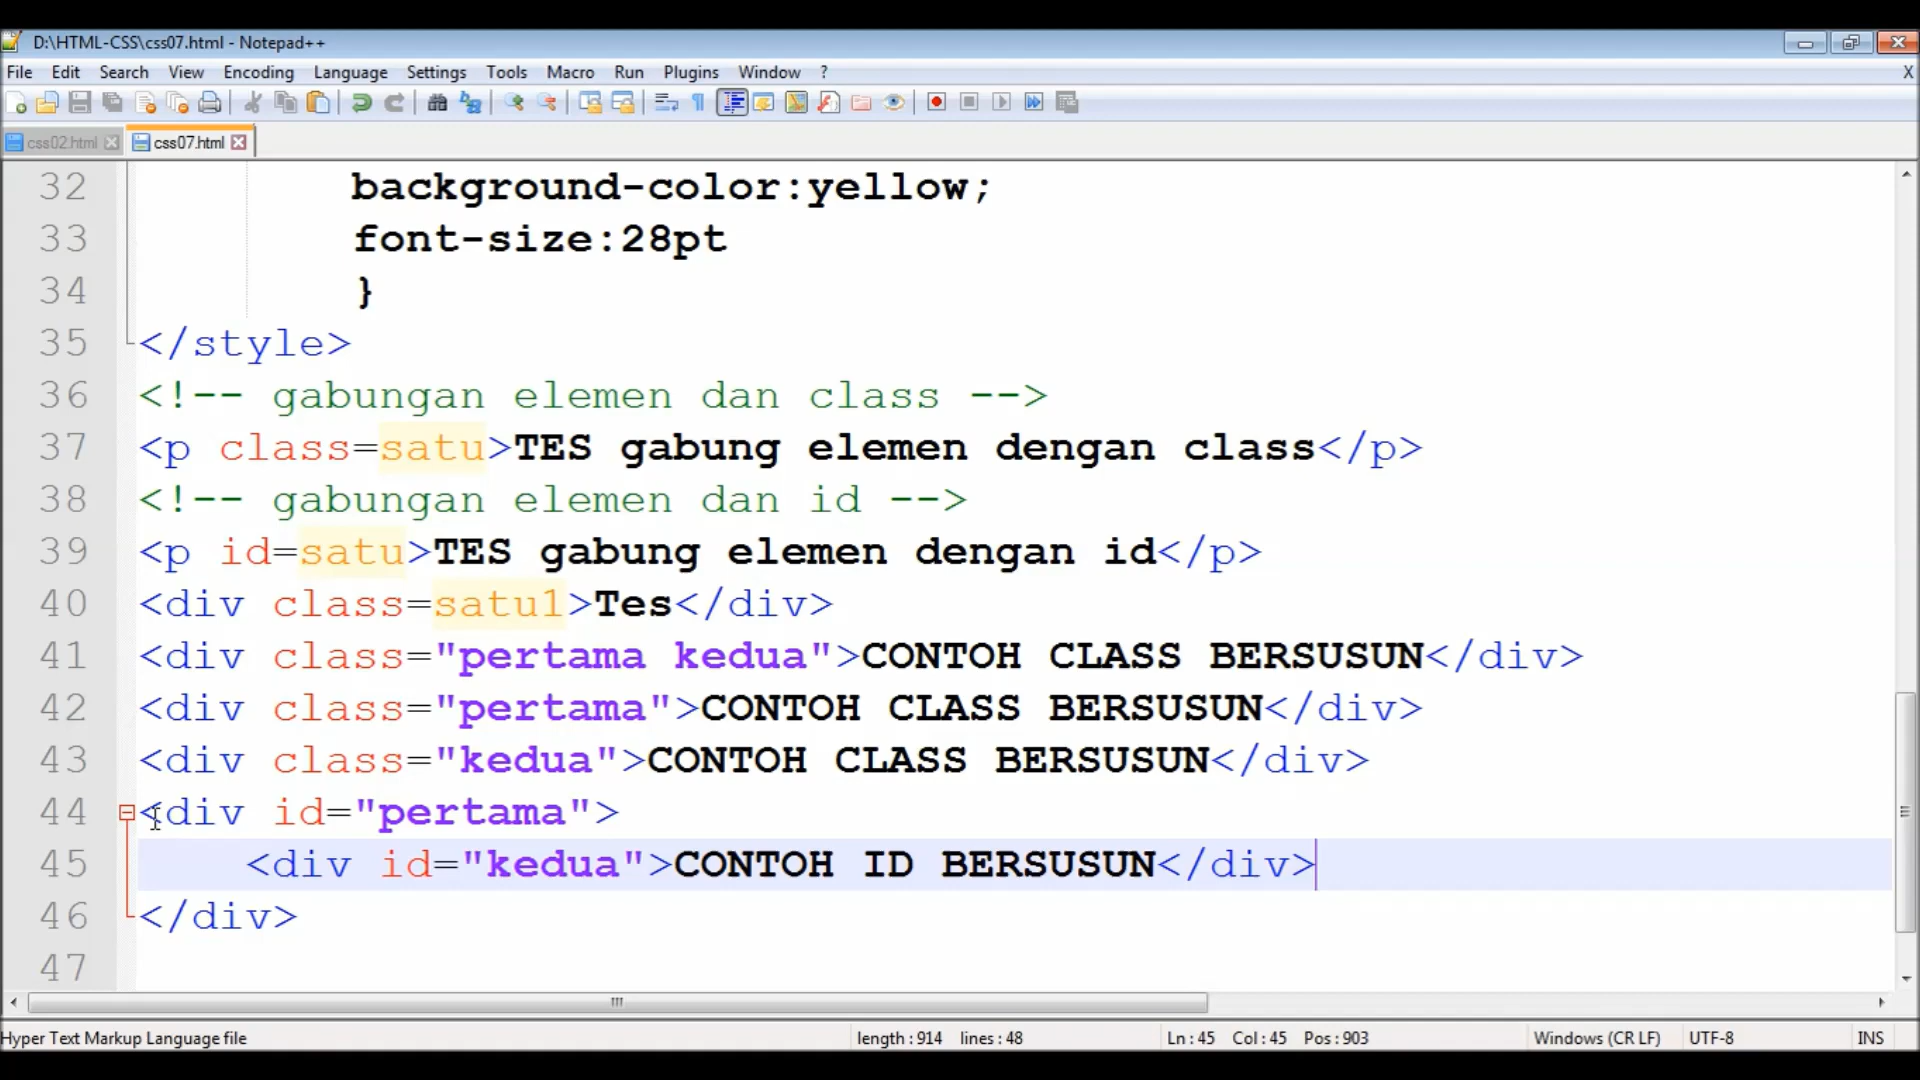 D:\HTML-CSS\css07.html - Notepad++
File Edit Search View Encoding Language Settings Tools Macro Run Plugins Window ? X
css02.html css07.html
32 background-color:yellow;
33 font-size:28pt
34 }
35 </style>
36 <!-- gabungan elemen dan class -->
37 <p class=satu>TES gabung elemen dengan class</p>
38 <!-- gabungan elemen dan id -->
39 <p id=satu>TES gabung elemen dengan id</p>
40 <div class=satu1>Tes</div>
41 <div class="pertama kedua">CONTOH CLASS BERSUSUN</div>
42 <div class="pertama">CONTOH CLASS BERSUSUN</div>
43 <div class="kedua">CONTOH CLASS BERSUSUN</div>
44 <div id="pertama">
45 <div id="kedua">CONTOH ID BERSUSUN</div>
46 </div>
47
Hyper Text Markup Language file length : 914 lines : 48 Ln : 45 Col : 45 Pos : 903 Windows (CR LF) UTF-8 INS